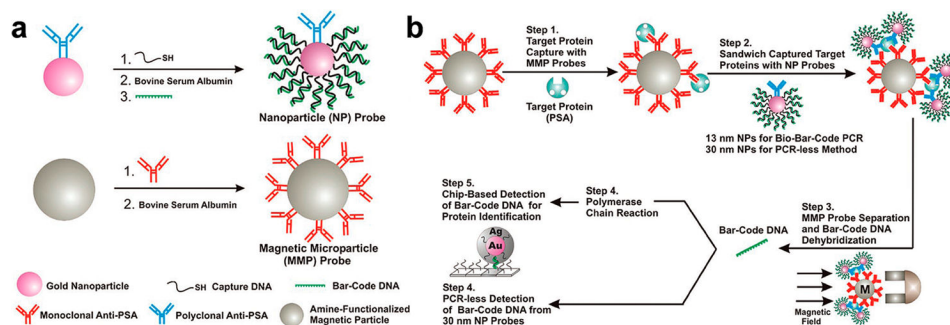 a
1. SH
2. Bovine Serum Albumin
3.
Nanoparticle (NP) Probe
1.
2. Bovine Serum Albumin
Magnetic Microparticle
(MMP) Probe
Gold Nanoparticle
SH Capture DNA
Bar-Code DNA
Monoclonal Anti-PSA
Polyclonal Anti-PSA
Amine-Functionalized
Magnetic Particle
b
Step 1.
Target Protein
Capture with
MMP Probes
Target Protein
(PSA)
Step 2.
Sandwich Captured Target
Proteins with NP Probes
13 nm NPs for Bio-Bar-Code PCR
30 nm NPs for PCR-less Method
Step 3.
MMP Probe Separation
and Bar-Code DNA
Dehybridization
M
Magnetic
Field
Bar-Code DNA
Step 4.
Polymerase
Chain Reaction
Step 5.
Chip-Based Detection
of Bar-Code DNA for
Protein Identification
Ag
Au
Step 4.
PCR-less Detection
of Bar-Code DNA from
30 nm NP Probes